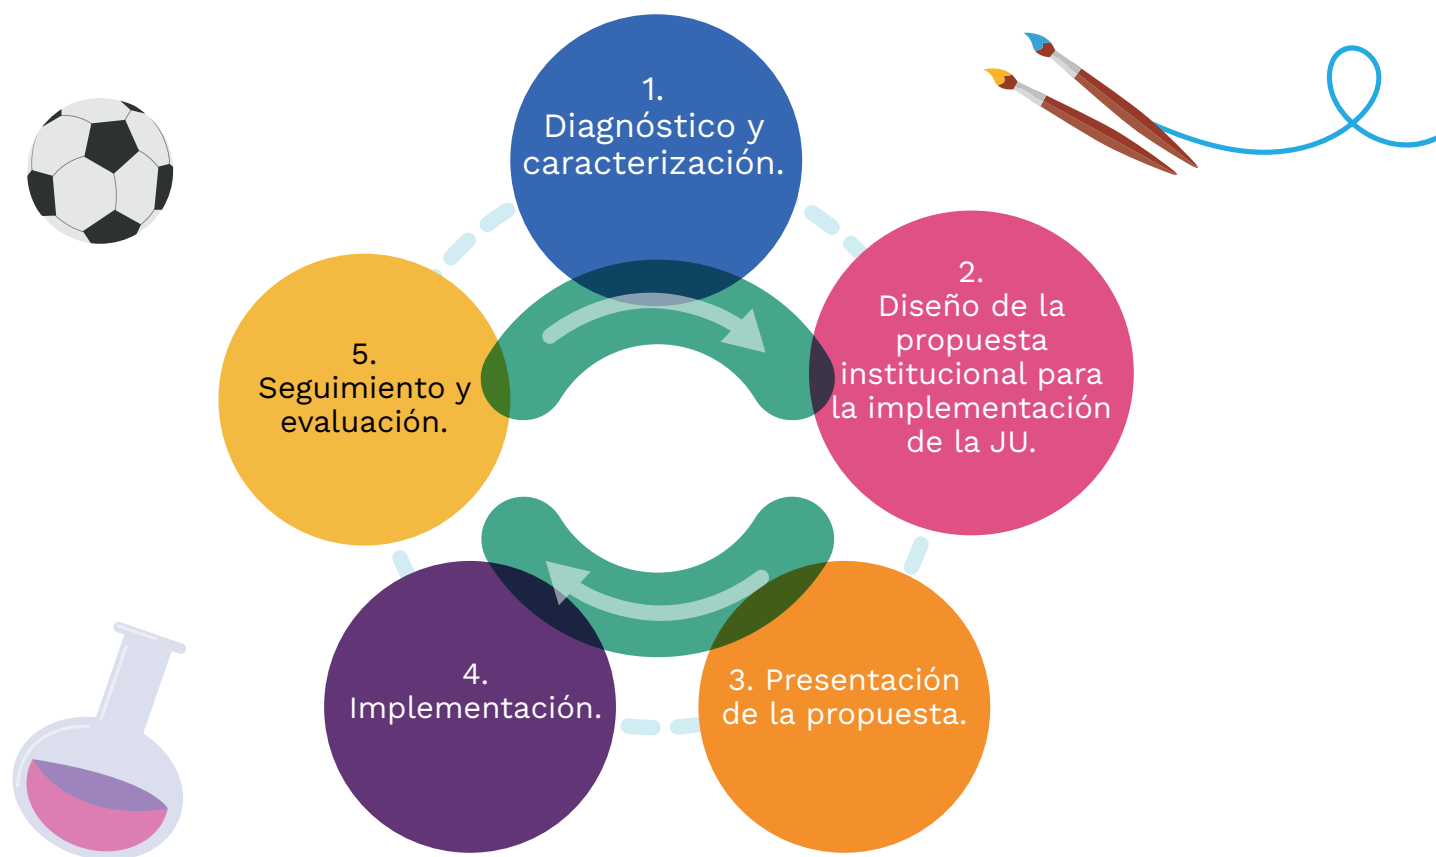 1.
Diagnóstico y
caracterización.
2.
Diseño de la
propuesta
institucional para
la implementación
de la JU.
3. Presentación
de la propuesta.
4.
Implementación.
5.
Seguimiento y
evaluación.